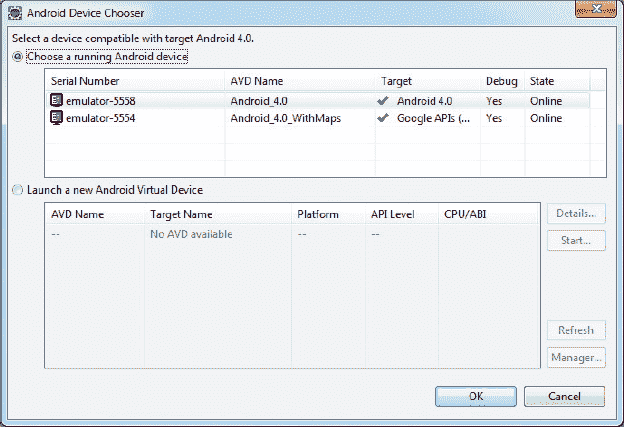 Android Device Chooser
Select a device compatible with target Android 4.0.
Choose a running Android device
Serial Number AVD Name Target Debug State
emulator-5558 Android_4.0 Android 4.0 Yes Online
emulator-5554 Android_4.0_WithMaps Google APIs (... Yes Online
Launch a new Android Virtual Device
AVD Name Target Name Platform API Level CPU/ABI
-- No AVD available -- --
Details...
Start...
Refresh
Manager...
OK Cancel